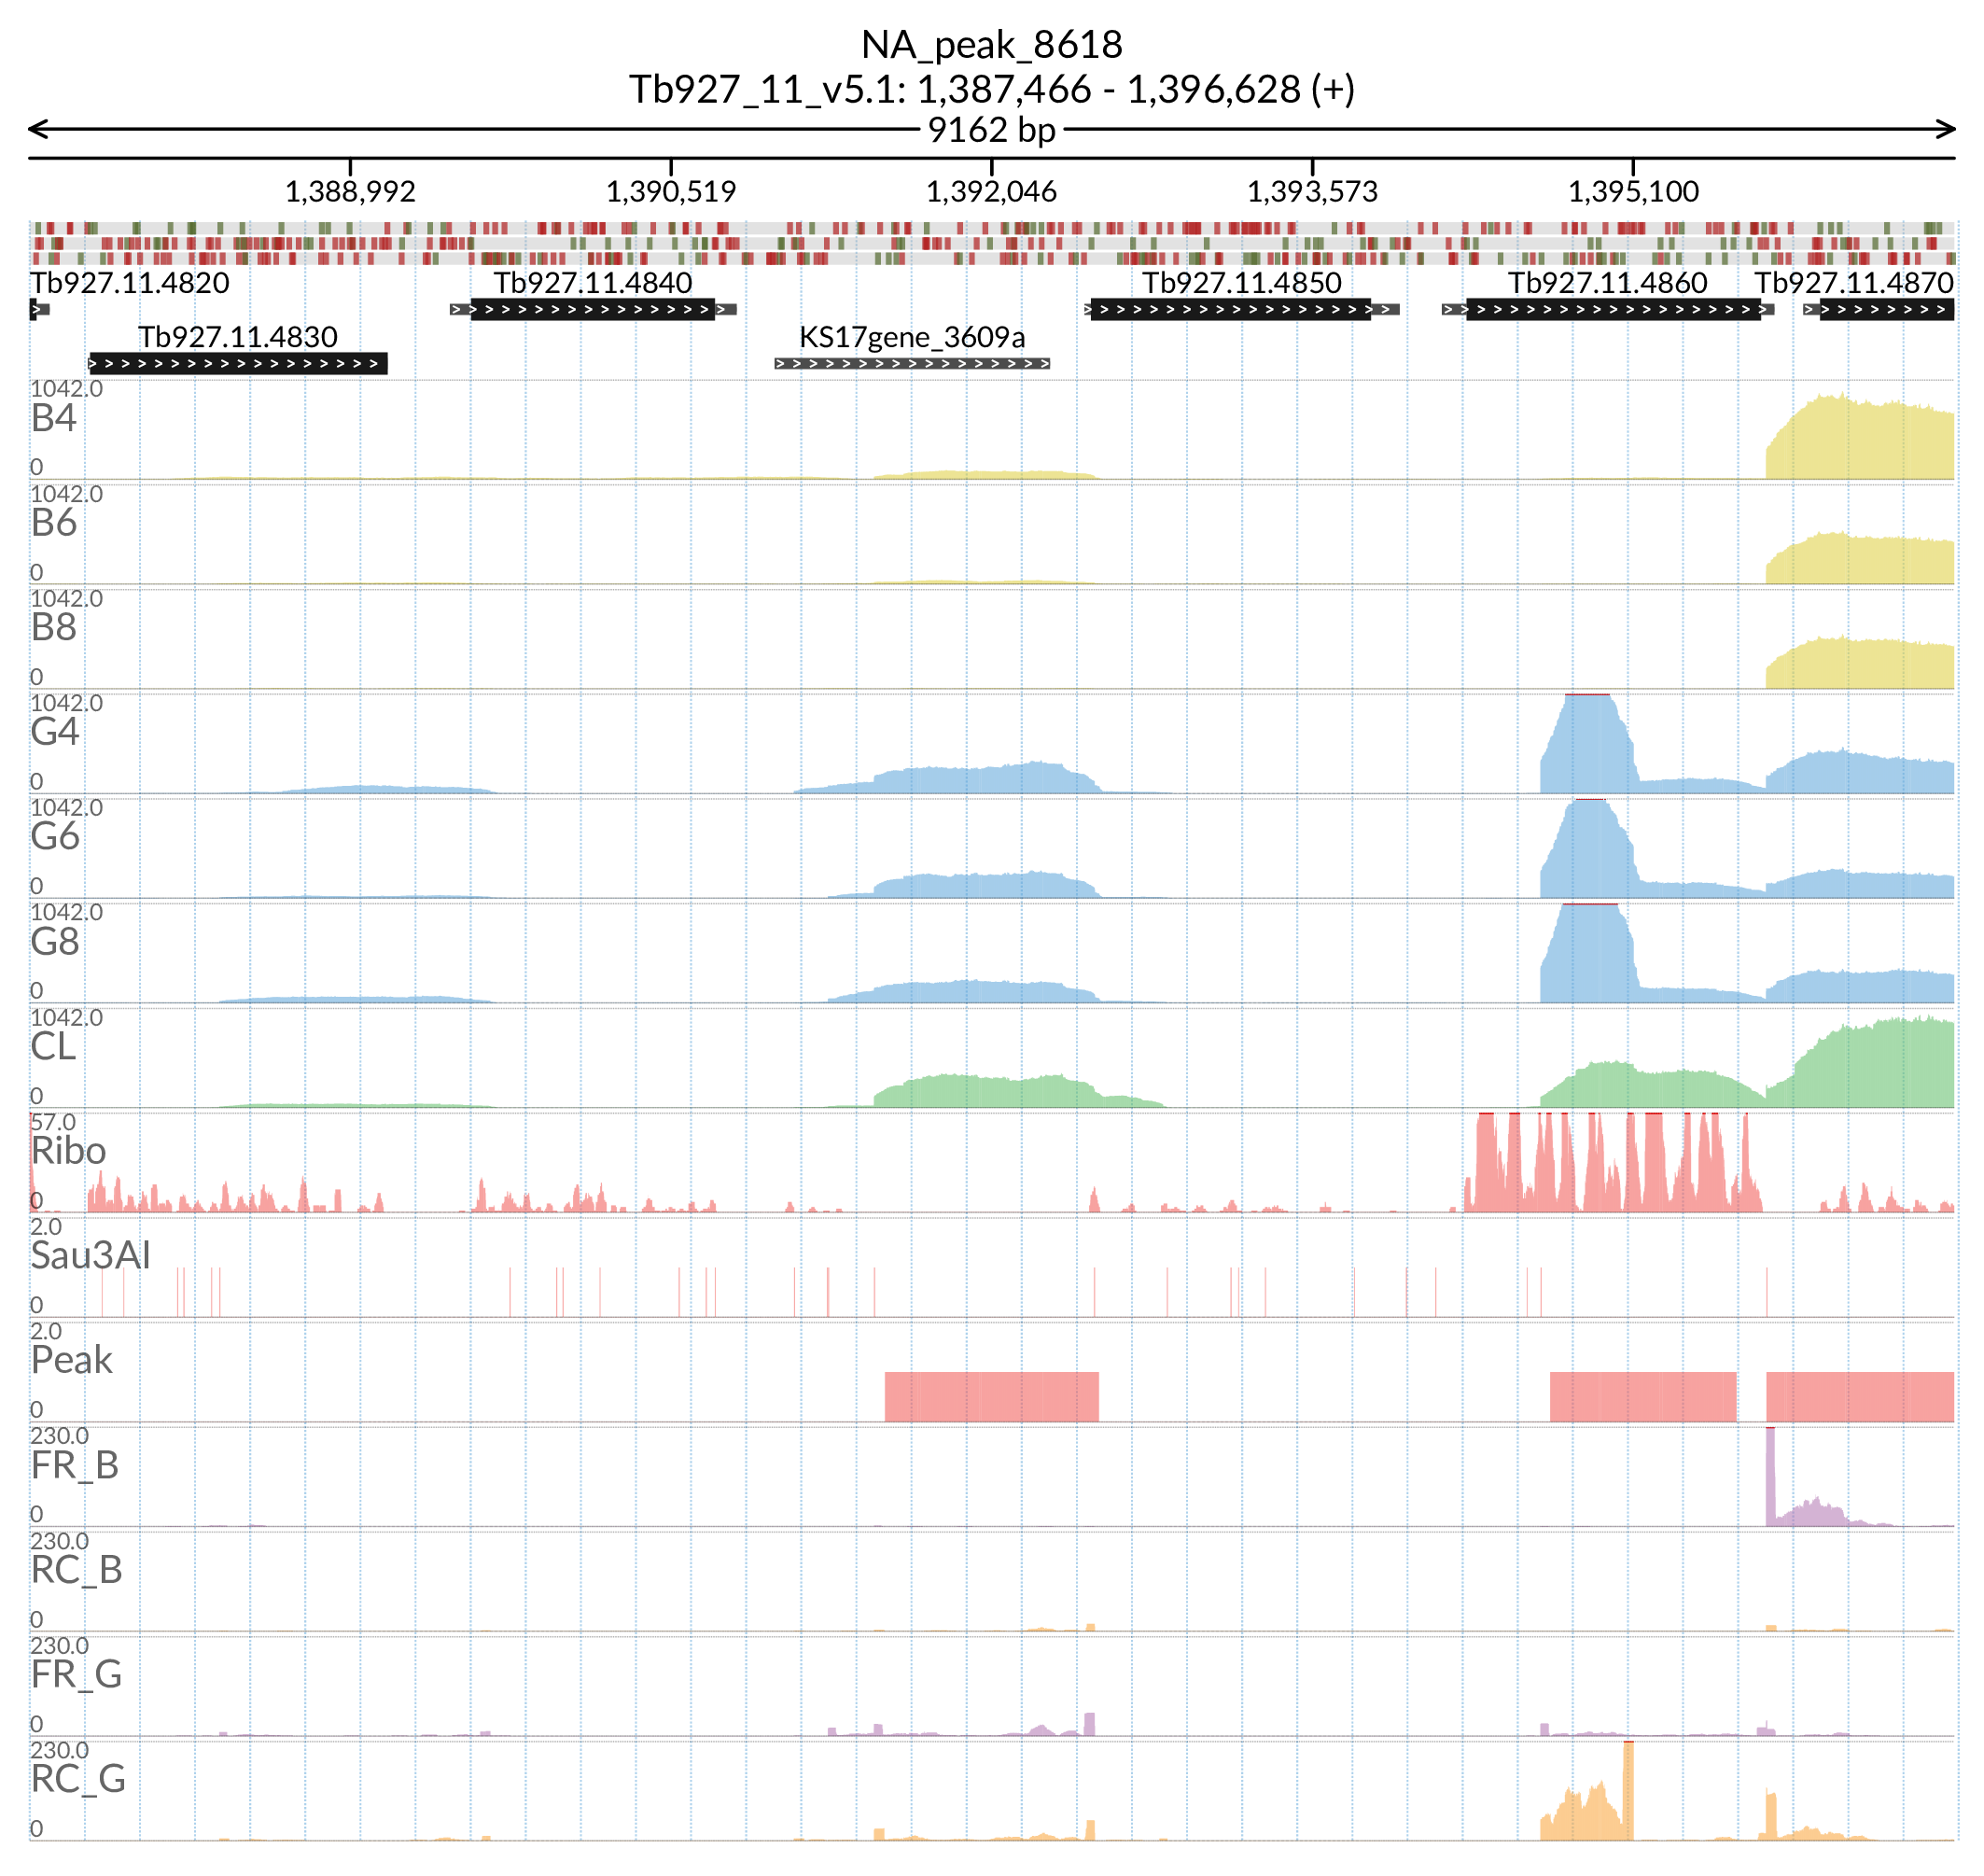 NA_peak_8618
Tb927_11_v5.1: 1,387,466 - 1,396,628 (+)
9162 bp
1,388,992 1,390,519 1,392,046 1,393,573 1,395,100
Tb927.11.4820 Tb927.11.4840 Tb927.11.4850 Tb927.11.4860 Tb927.11.4870
Tb927.11.4830 KS17gene_3609a
1042.0
B4
0
1042.0
B6
0
1042.0
B8
0
1042.0
G4
0
1042.0
G6
0
1042.0
G8
0
1042.0
CL
0
57.0
Ribo
0
2.0
Sau3AI
0
2.0
Peak
0
230.0
FR_B
0
230.0
RC_B
0
230.0
FR_G
0
230.0
RC_G
0